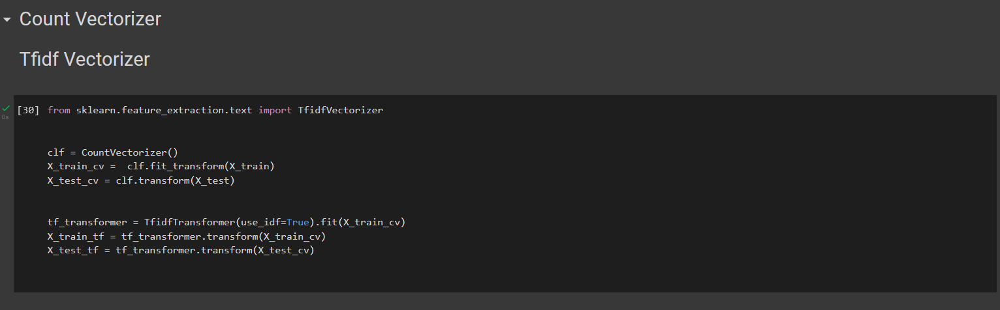 Count Vectorizer
Tfidf Vectorizer
[30] from sklearn.feature_extraction.text import TfidfVectorizer
0s
clf = CountVectorizer()
X_train_cv =  clf.fit_transform(X_train)
X_test_cv = clf.transform(X_test)
tf_transformer = TfidfTransformer(use_idf=True).fit(X_train_cv)
X_train_tf = tf_transformer.transform(X_train_cv)
X_test_tf = tf_transformer.transform(X_test_cv)